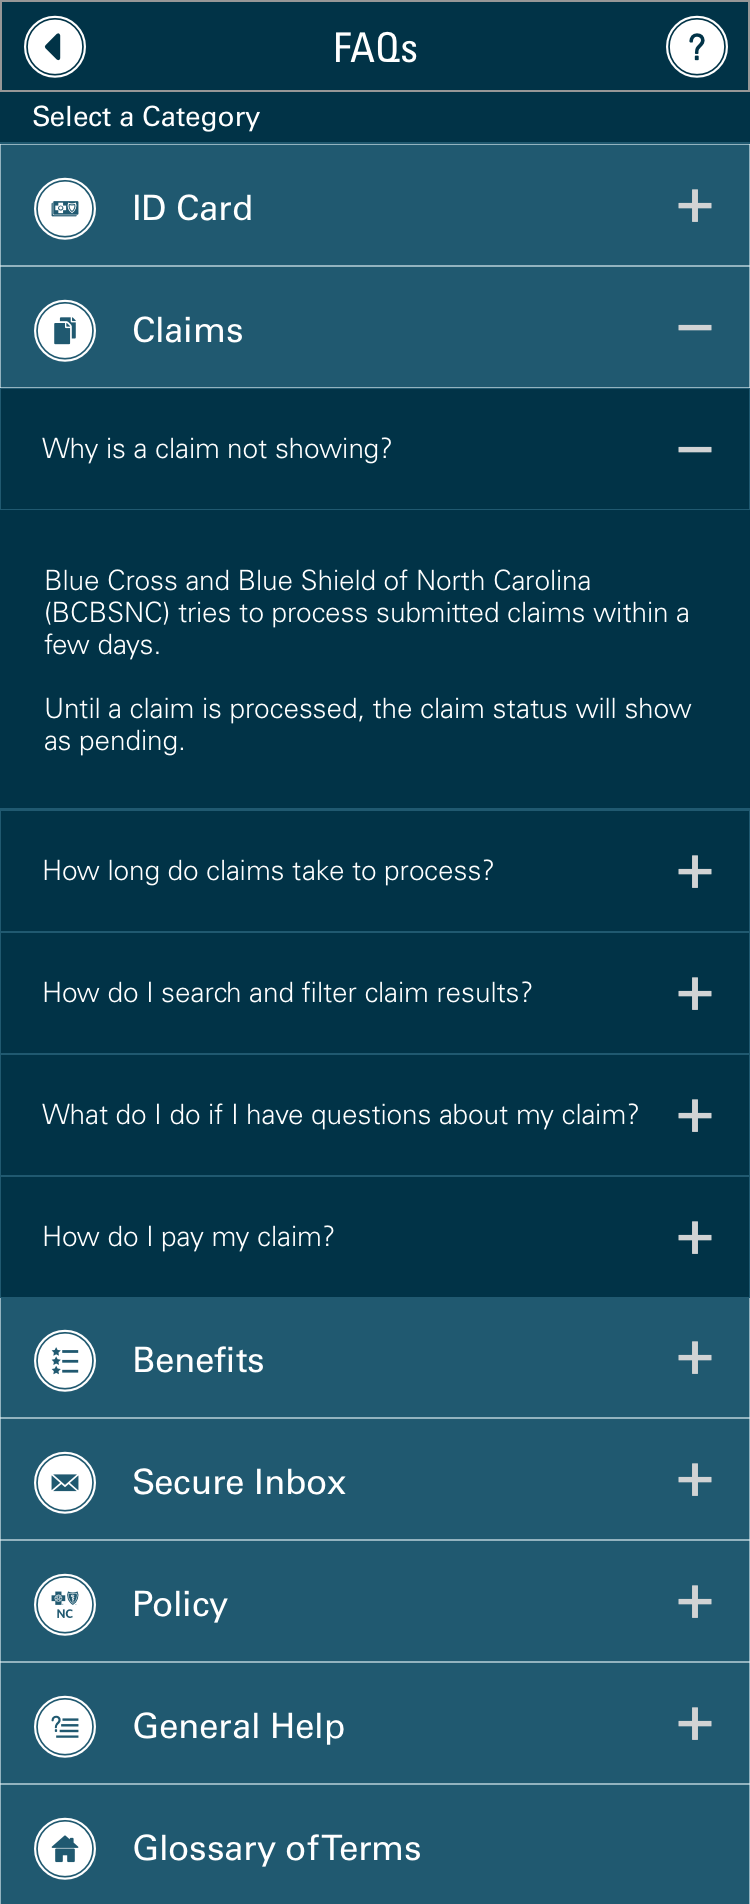 FAQs
?
Select a Category
ID Card
Claims
Why is a claim not showing?
Blue Cross and Blue Shield of North Carolina
(BCBSNC) tries to process submitted claims within a
few days.
Until a claim is processed, the claim status will show
as pending.
How long do claims take to process?
How do I search and filter claim results?
What do I do if I have questions about my claim?
How do I pay my claim?
Benefits
Secure Inbox
NC
Policy
?
General Help
Glossary of Terms